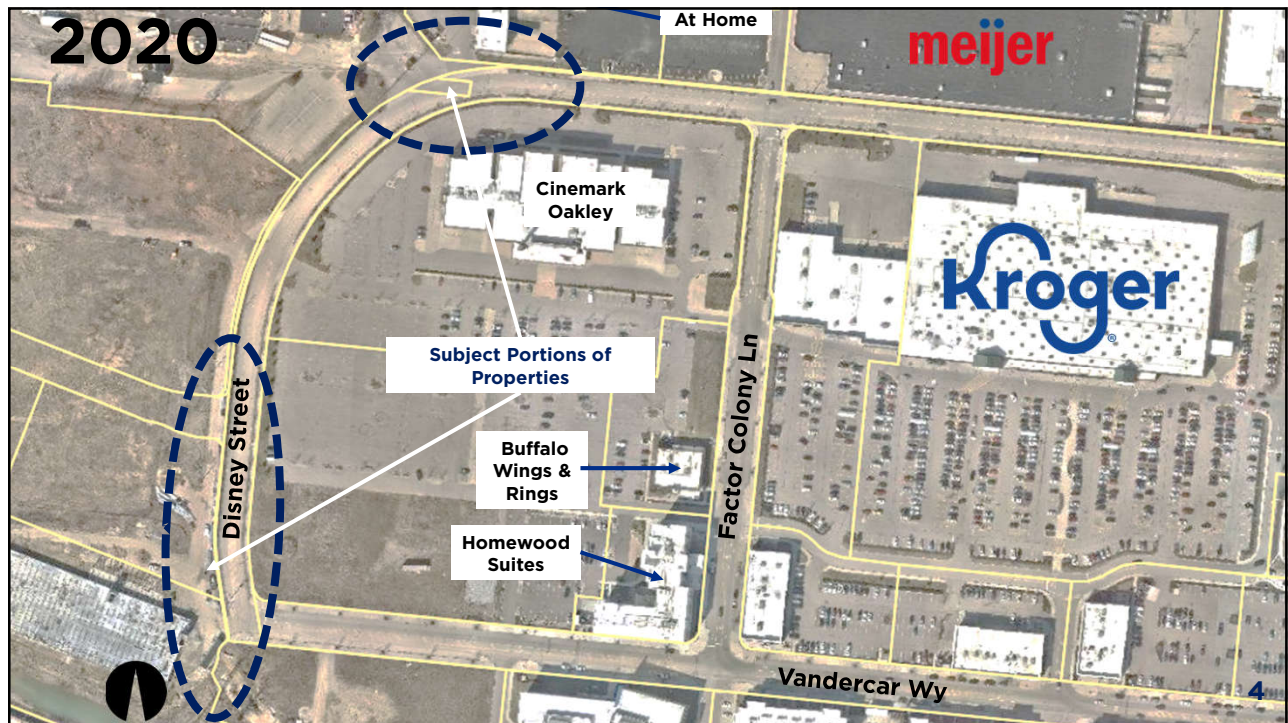 2020
At Home
meijer
Cinemark
Oakley
Kroger
®
Subject Portions of
Properties
Disney Street
Factor Colony Ln
Buffalo
Wings &
Rings
Homewood
Suites
Vandercar Wy
4